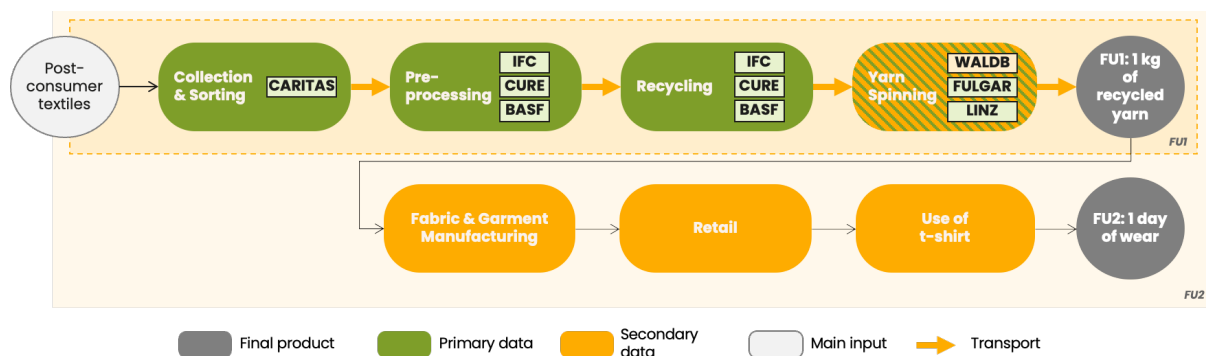 Post-
consumer
textiles
Collection
& Sorting
CARITAS
Pre-
processing
IFC
CURE
BASF
Recycling
IFC
CURE
BASF
Yarn
Spinning
WALDB
FULGAR
LINZ
FU1: 1 kg
of
recycled
yarn
FU1
Fabric & Garment
Manufacturing
Retail
Use of
t-shirt
FU2: 1 day
of wear
FU2
Final product
Primary data
Secondary
data
Main input
Transport